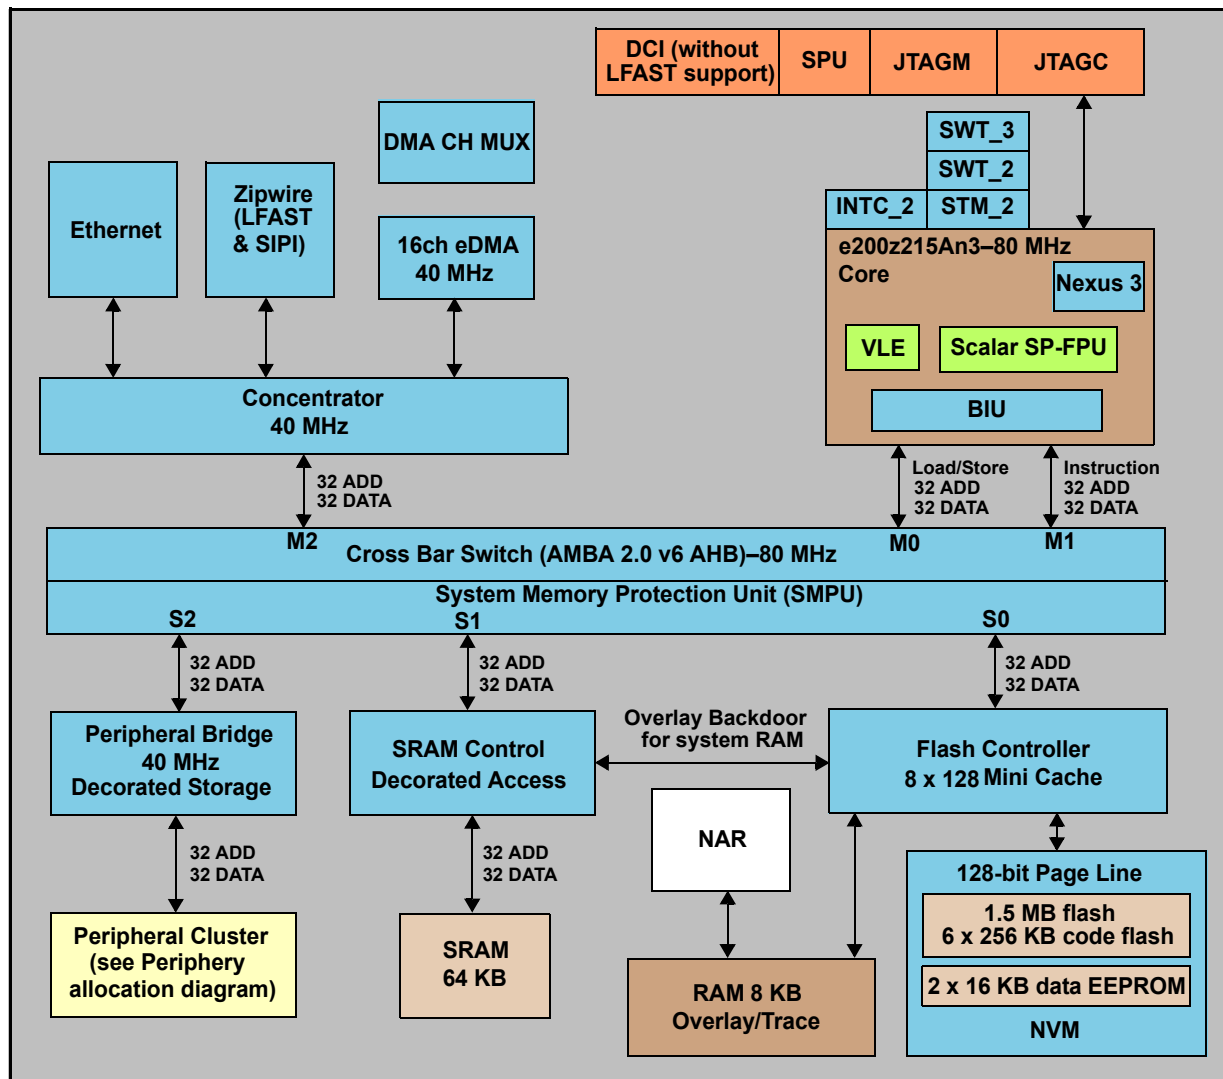 DCI (without
LFAST support)
SPU
JTAGM
JTAGC
DMA CH MUX
SWT_3
SWT_2
INTC_2
STM_2
Ethernet
Zipwire
(LFAST
& SIPI)
16ch eDMA
40 MHz
e200z215An3–80 MHz
Core
Nexus 3
VLE
Scalar SP-FPU
BIU
Concentrator
40 MHz
32 ADD
32 DATA
Load/Store
32 ADD
32 DATA
Instruction
32 ADD
32 DATA
M2
M0
M1
Cross Bar Switch (AMBA 2.0 v6 AHB)–80 MHz
System Memory Protection Unit (SMPU)
S2
S1
S0
32 ADD
32 DATA
32 ADD
32 DATA
32 ADD
32 DATA
Peripheral Bridge
40 MHz
Decorated Storage
SRAM Control
Decorated Access
Overlay Backdoor
for system RAM
Flash Controller
8 x 128 Mini Cache
32 ADD
32 DATA
32 ADD
32 DATA
NAR
128-bit Page Line
1.5 MB flash
6 x 256 KB code flash
2 x 16 KB data EEPROM
NVM
Peripheral Cluster
(see Periphery
allocation diagram)
SRAM
64 KB
RAM 8 KB
Overlay/Trace